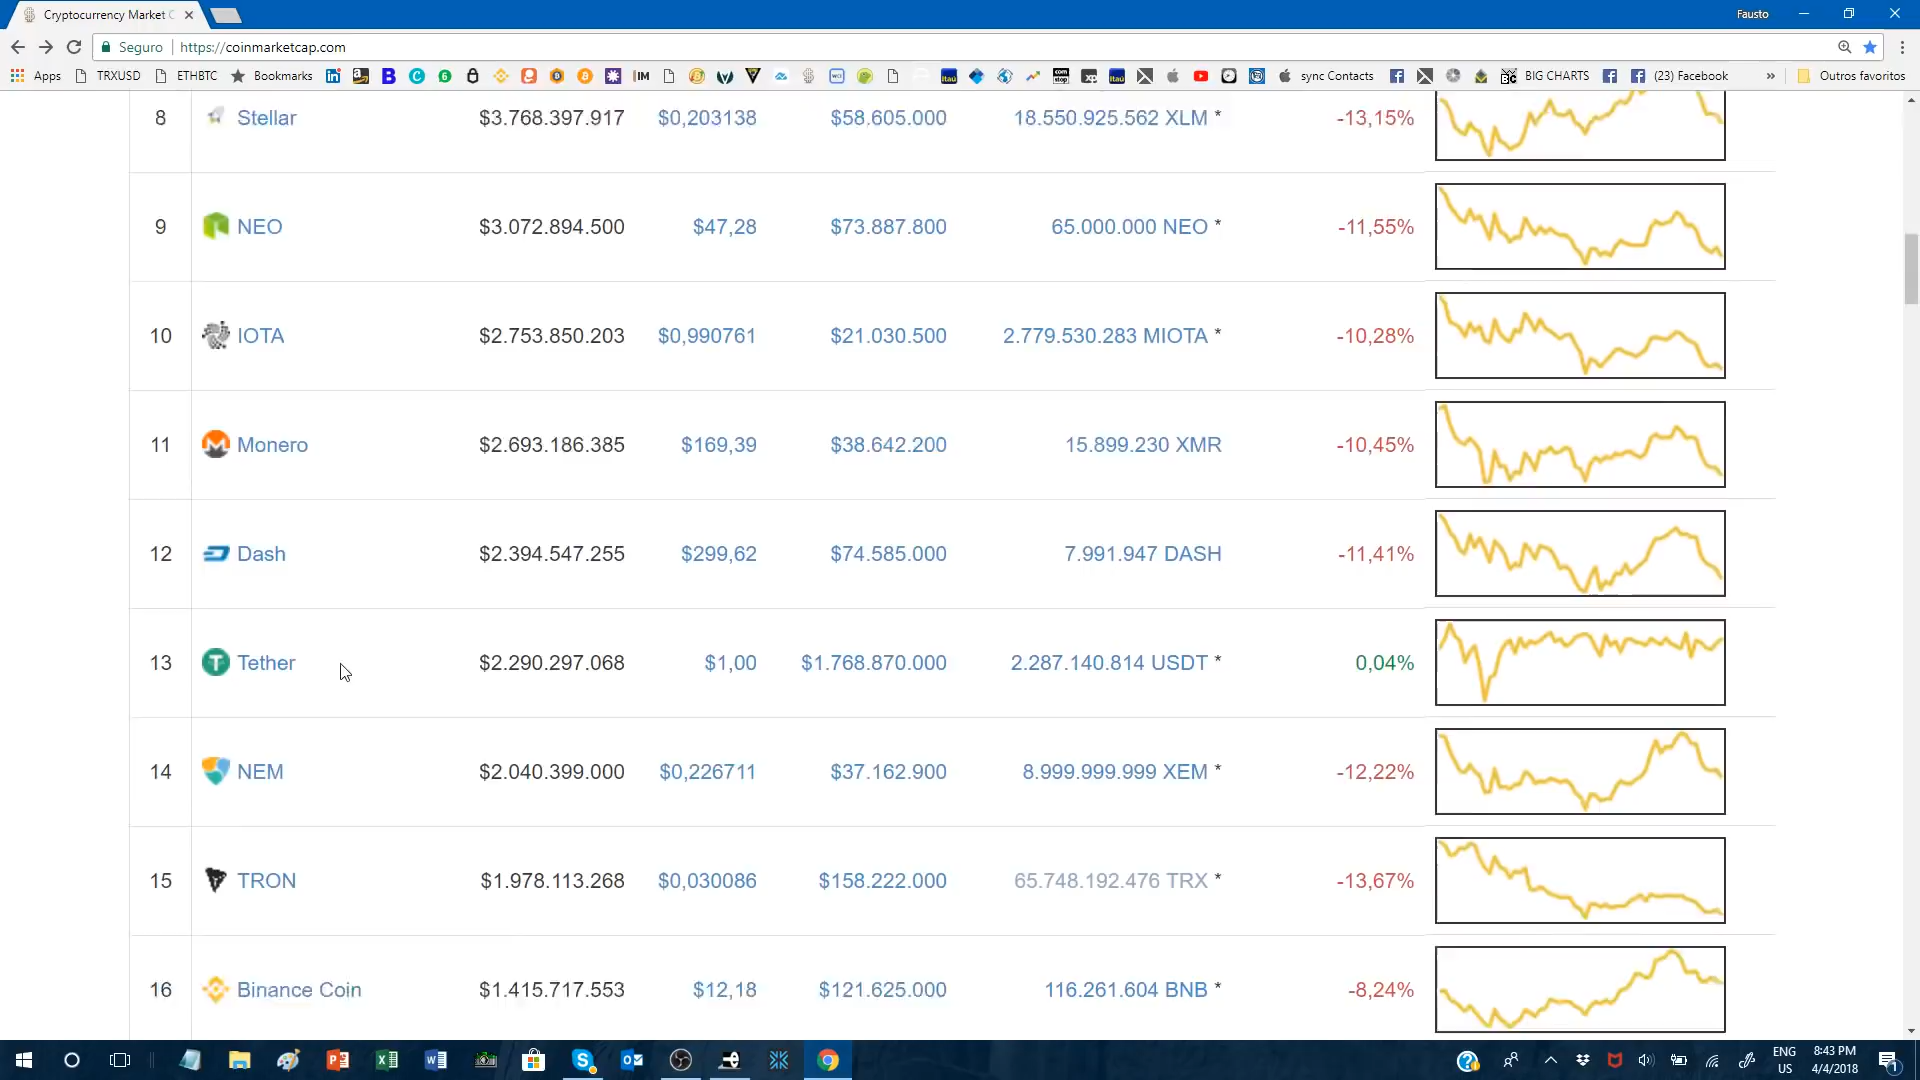 Cryptocurrency Market C
Fausto
Seguro https://coinmarketcap.com
Apps TRXUSD ETHBTC Bookmarks IM sync Contacts BIG CHARTS (23) Facebook » Outros favoritos
8 Stellar $3.768.397.917 $0,203138 $58.605.000 18.550.925.562 XLM * -13,15%
9 NEO $3.072.894.500 $47,28 $73.887.800 65.000.000 NEO * -11,55%
10 IOTA $2.753.850.203 $0,990761 $21.030.500 2.779.530.283 MIOTA * -10,28%
11 Monero $2.693.186.385 $169,39 $38.642.200 15.899.230 XMR -10,45%
12 Dash $2.394.547.255 $299,62 $74.585.000 7.991.947 DASH -11,41%
13 Tether $2.290.297.068 $1,00 $1.768.870.000 2.287.140.814 USDT * 0,04%
14 NEM $2.040.399.000 $0,226711 $37.162.900 8.999.999.999 XEM * -12,22%
15 TRON $1.978.113.268 $0,030086 $158.222.000 65.748.192.476 TRX * -13,67%
16 Binance Coin $1.415.717.553 $12,18 $121.625.000 116.261.604 BNB * -8,24%
ENG 8:43 PM
US 4/4/2018